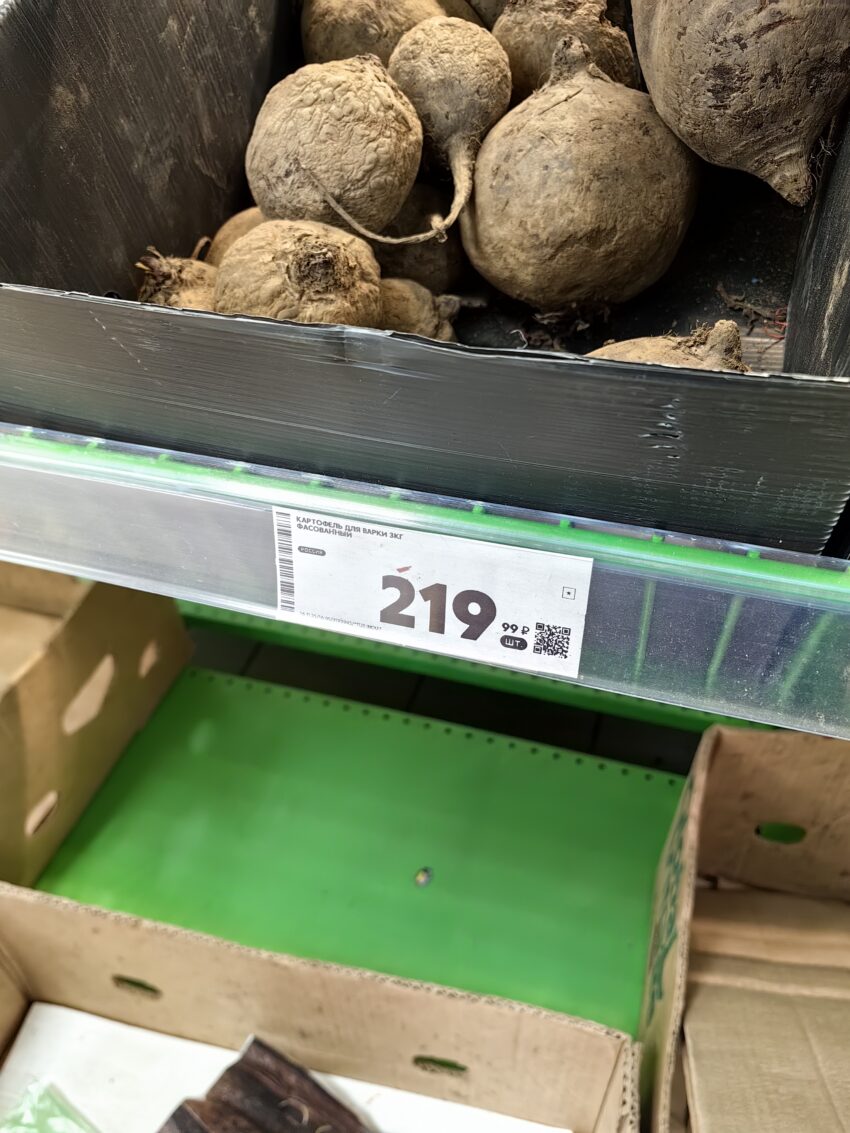 КАРТОФЕЛЬ ДЛЯ ВАРКИ 3КГ
ФАСОВАННЫЙ
РОССИЯ
219
99 ₽
ШТ.